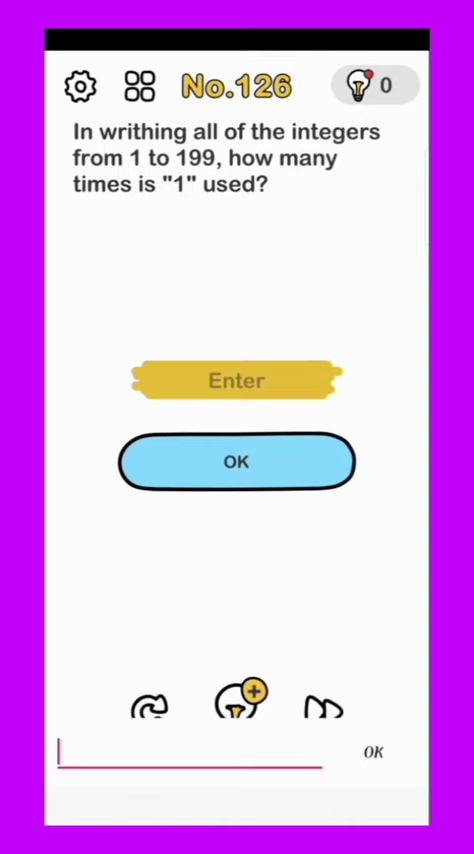 No.126
0
In writhing all of the integers
from 1 to 199, how many
times is "1" used?
Enter
OK
OK